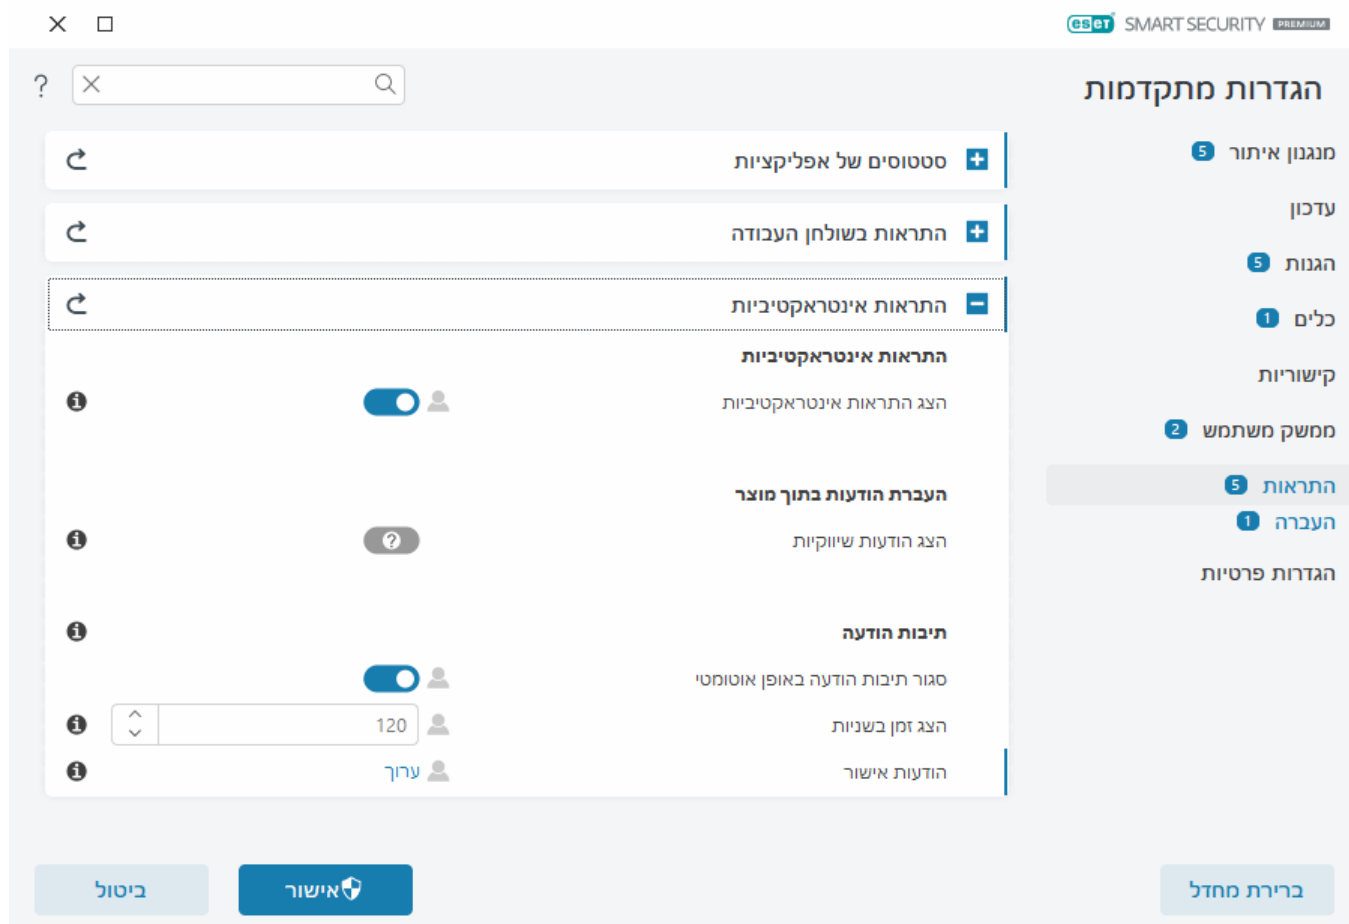 eset SMART SECURITY PREMIUM
הגדרות מתקדמות
מנגנון איתור 5
עדכון
הגנות 5
כלים 1
קישוריות
ממשק משתמש 2
התראות 5
העברה 1
הגדרות פרטיות
סטטוסים של אפליקציות
התראות בשולחן העבודה
התראות אינטראקטיביות
התראות אינטראקטיביות
הצג התראות אינטראקטיביות
העברת הודעות בתוך מוצר
הצג הודעות שיווקיות
תיבות הודעה
סגור תיבות הודעה באופן אוטומטי
הצג זמן בשניות 120
הודעות אישור ערוך
ברירת מחדל
אישור
ביטול